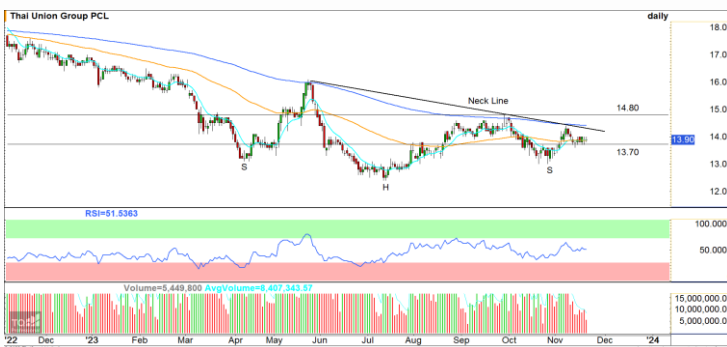 Thai Union Group PCL
daily
18.0
17.0
16.0
15.0
14.0
13.0
12.0
Neck Line
14.80
13.90
13.70
S
H
S
RSI=51.5363
100.000
50.000
Volume=5,449,800 AvgVolume=8,407,343.57
15,000,000.0
10,000,000.0
5,000,000.0
'22 Dec '23 Feb Mar Apr May Jun Jul Aug Sep Oct Nov Dec '24